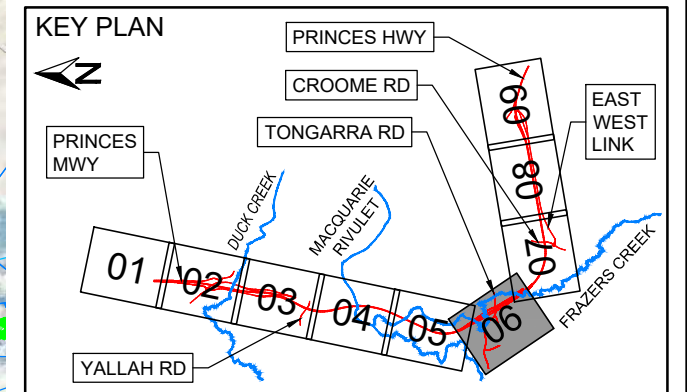 KEY PLAN
N
PRINCES HWY
CROOME RD
TONGARRA RD
EAST
WEST
LINK
PRINCES
MWY
DUCK CREEK
MACQUARIE
RIVULET
01
02
03
04
05
06
07
08
09
FRAZERS CREEK
YALLAH RD